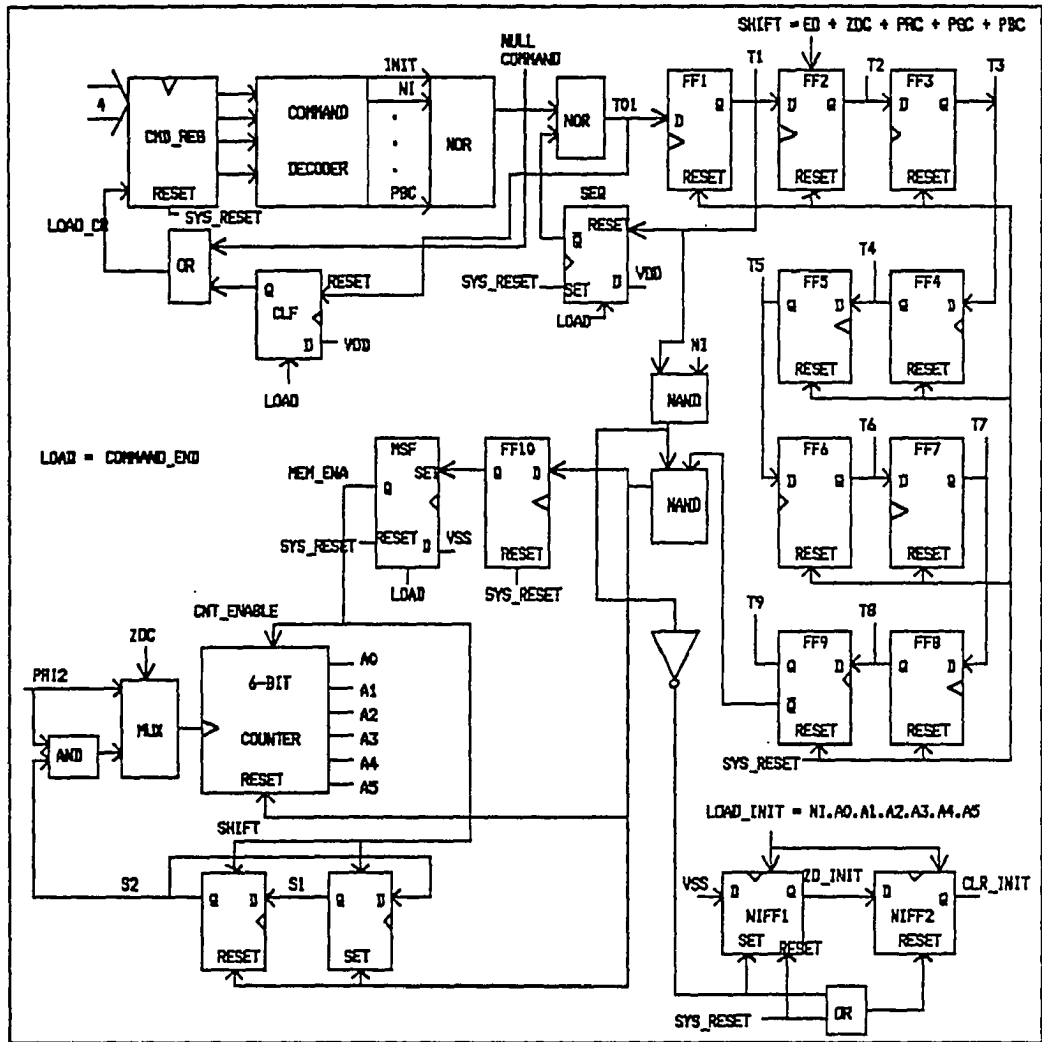 SHIFT = ED + ZDC + PRC + PGC + PBC
NULL
COMMAND
INIT
NI
4
CMD_REG
RESET
COMMAND
DECODER
.
.
.
PBC
NOR
NOR
T01
FF1
D
Q
RESET
T1
FF2
D
Q
RESET
T2
FF3
D
Q
RESET
T3
LOAD_CR
SYS_RESET
OR
Q
CLF
D
RESET
VDD
LOAD
SEQ
RESET
Q
SYS_RESET
SET
D
VDD
LOAD
T5
FF5
Q
D
RESET
T4
FF4
Q
D
RESET
NI
NAND
LOAD = COMMAND_END
MEM_ENA
MSF
SET
Q
RESET
D
VSS
SYS_RESET
LOAD
FF10
Q
D
RESET
SYS_RESET
NAND
FF6
D
Q
RESET
T6
FF7
D
Q
RESET
T7
CNT_ENABLE
ZDC
PHI2
AND
MUX
6-BIT
COUNTER
RESET
A0
A1
A2
A3
A4
A5
T9
FF9
Q
D
Q
RESET
T8
FF8
Q
D
RESET
SYS_RESET
SHIFT
S2
Q
D
RESET
S1
Q
D
SET
LOAD_INIT = NI.A0.A1.A2.A3.A4.A5
VSS
D
Q
NIFF1
SET
RESET
ZD_INIT
D
Q
NIFF2
RESET
CLR_INIT
SYS_RESET
OR